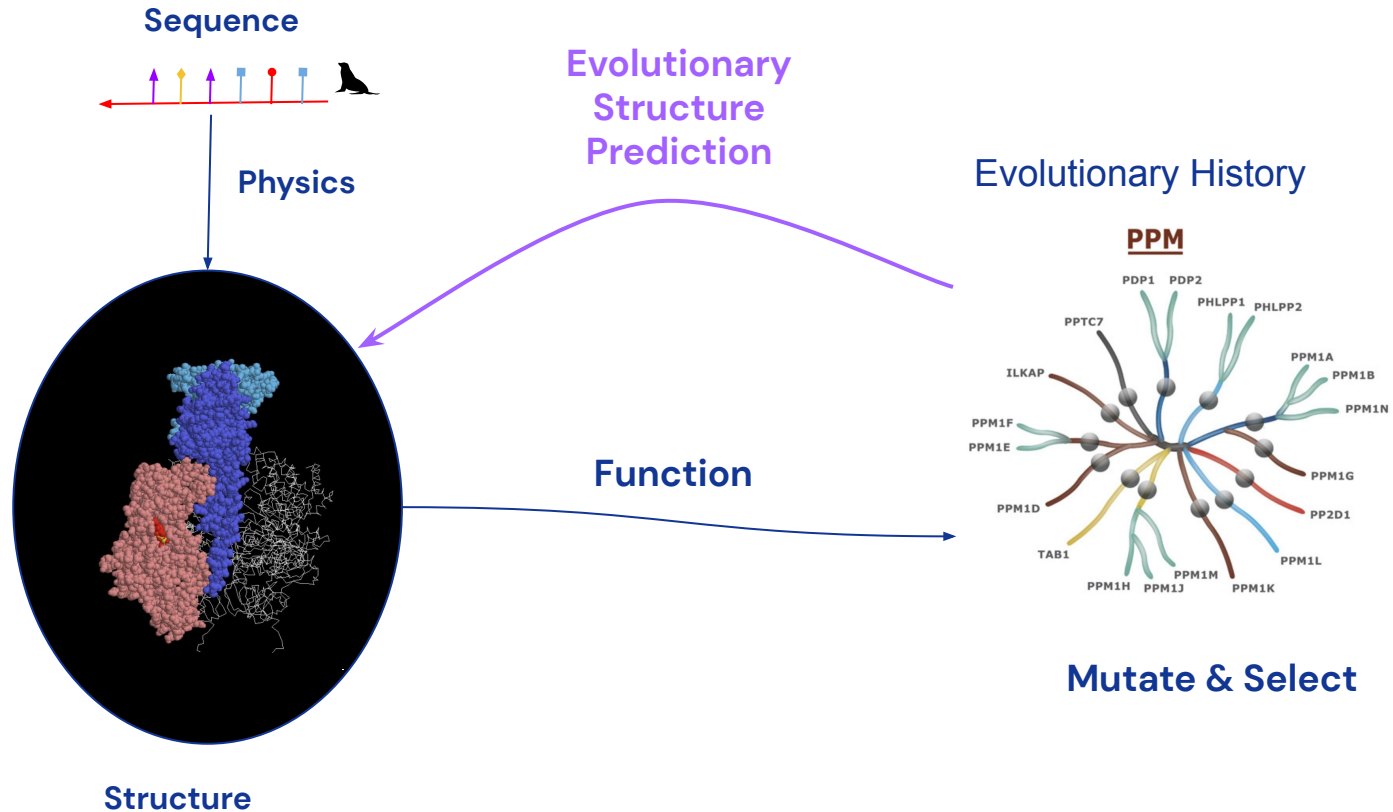 Sequence
Physics
Structure
Evolutionary
Structure
Prediction
Function
Evolutionary History
PPM
PDP1
PDP2
PHLPP1
PHLPP2
PPTC7
PPM1A
PPM1B
PPM1N
ILKAP
PPM1F
PPM1E
PPM1G
PPM1D
PP2D1
TAB1
PPM1L
PPM1H
PPM1J
PPM1M
PPM1K
Mutate & Select